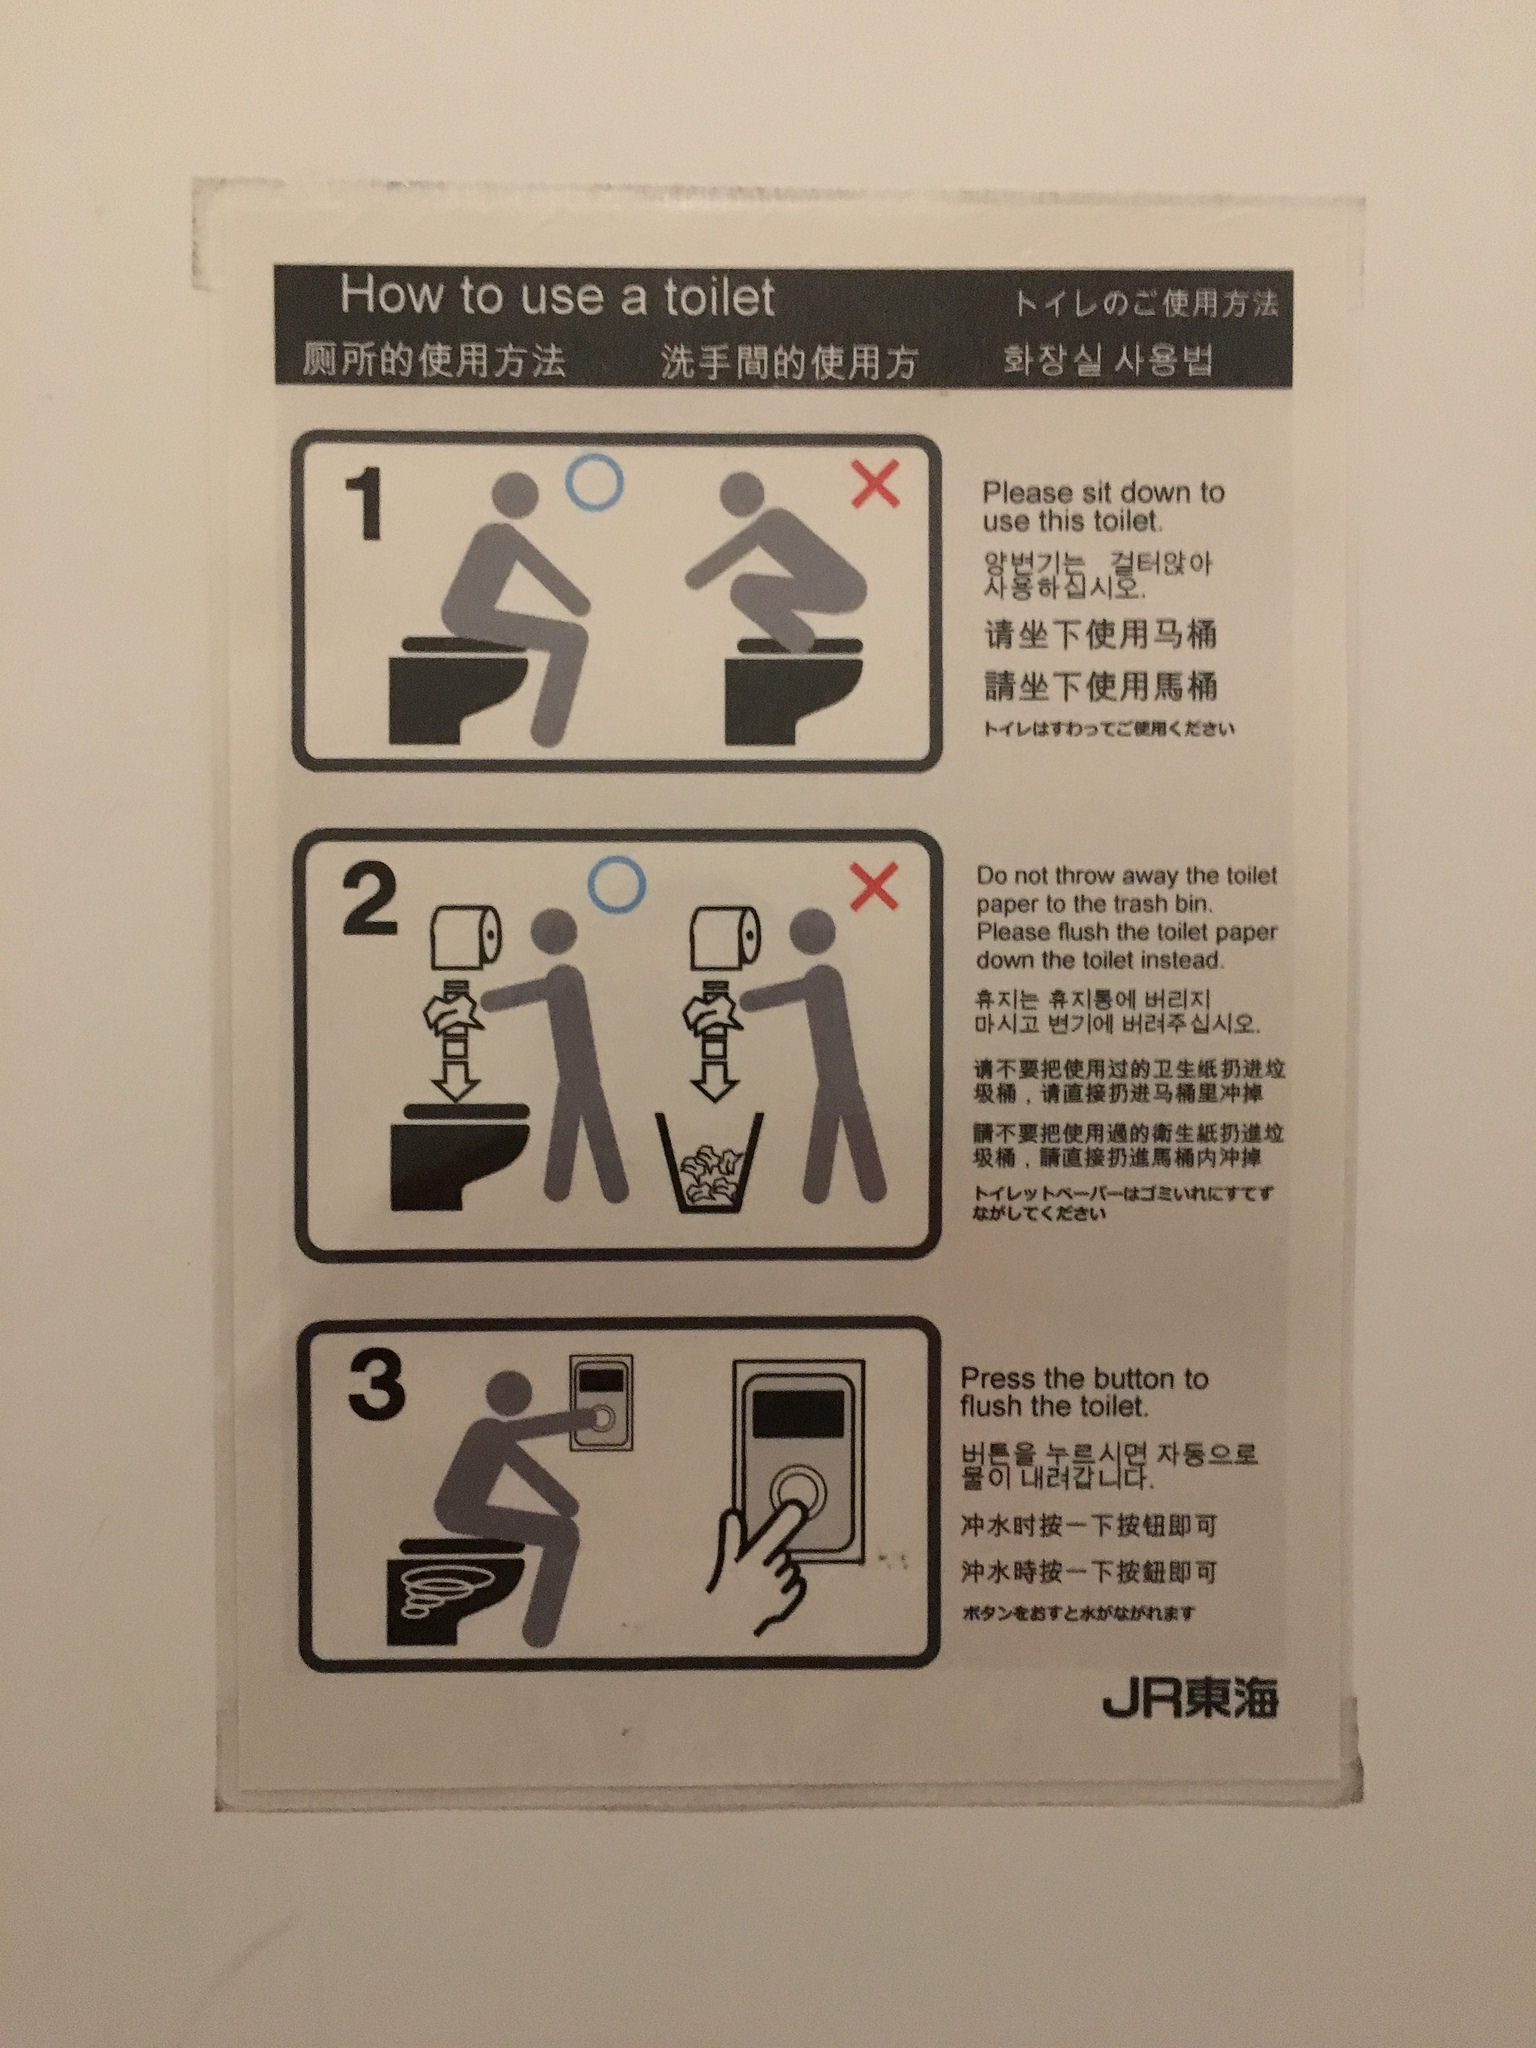 How to use a toilet
トイレのご使用方法
厕所的使用方法
洗手間的使用方
화장실 사용법
1
Please sit down to
use this toilet.
양변기는 걸터앉아
사용하십시오.
请坐下使用马桶
請坐下使用馬桶
トイレはすわってご使用ください
2
Do not throw away the toilet
paper to the trash bin.
Please flush the toilet paper
down the toilet instead.
휴지는 휴지통에 버리지
마시고 변기에 버려주십시오.
请不要把使用过的卫生纸扔进垃
圾桶，请直接扔进马桶里冲掉
請不要把使用過的衛生紙扔進垃
圾桶，請直接扔進馬桶内沖掉
トイレットペーパーはゴミいれにすてず
ながしてください
3
Press the button to
flush the toilet.
버튼을 누르시면 자동으로
물이 내려갑니다.
冲水时按一下按钮即可
沖水時按一下按鈕即可
ボタンをおすと水がながれます
JR東海